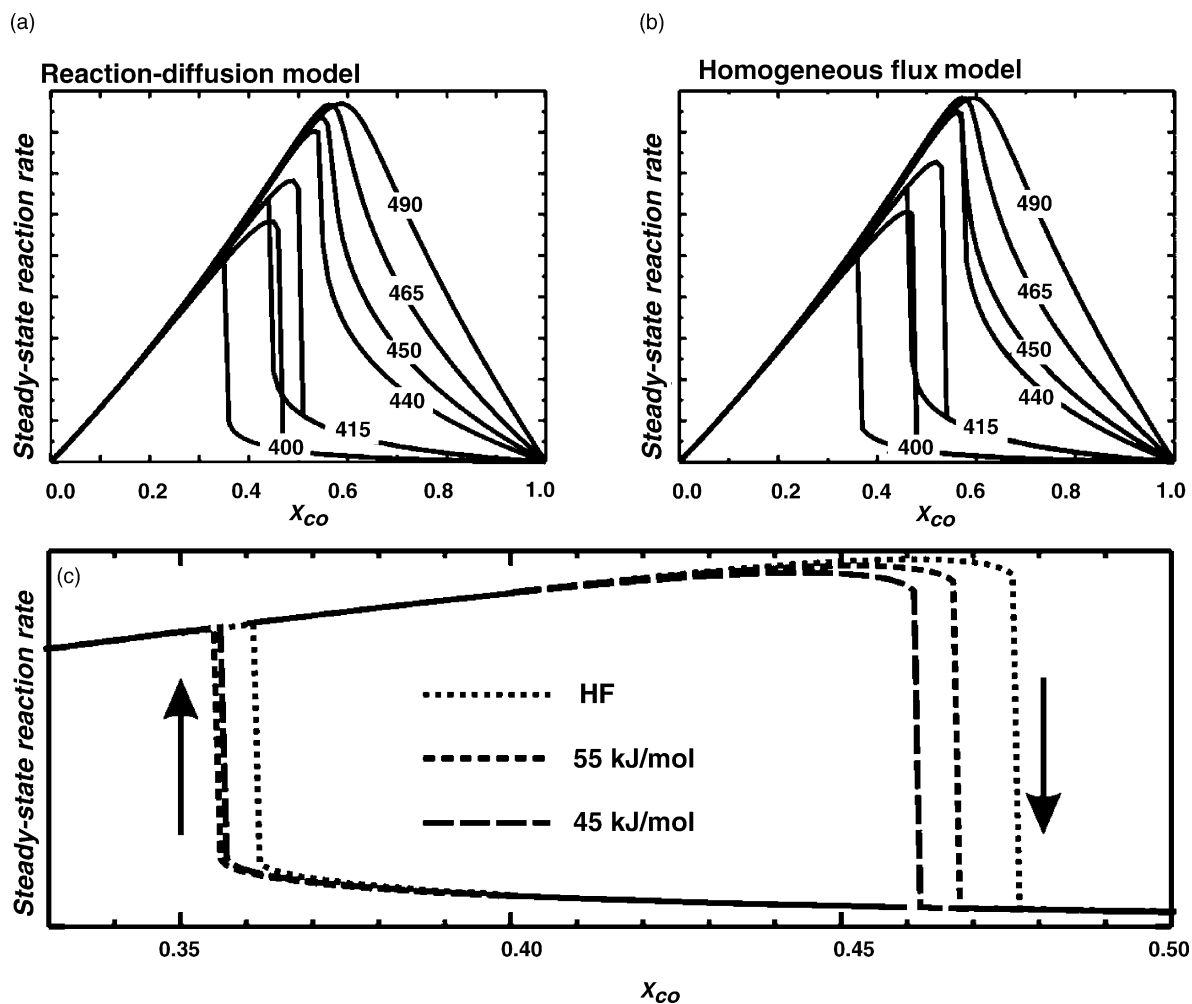 (a)
(b)
Reaction-diffusion model
Homogeneous flux model
Steady-state reaction rate
490
465
450
440
415
400
0.0 0.2 0.4 0.6 0.8 1.0
XCO
Steady-state reaction rate
490
465
450
440
415
400
0.0 0.2 0.4 0.6 0.8 1.0
XCO
(c)
Steady-state reaction rate
HF
55 kJ/mol
45 kJ/mol
0.35 0.40 0.45 0.50
XCO